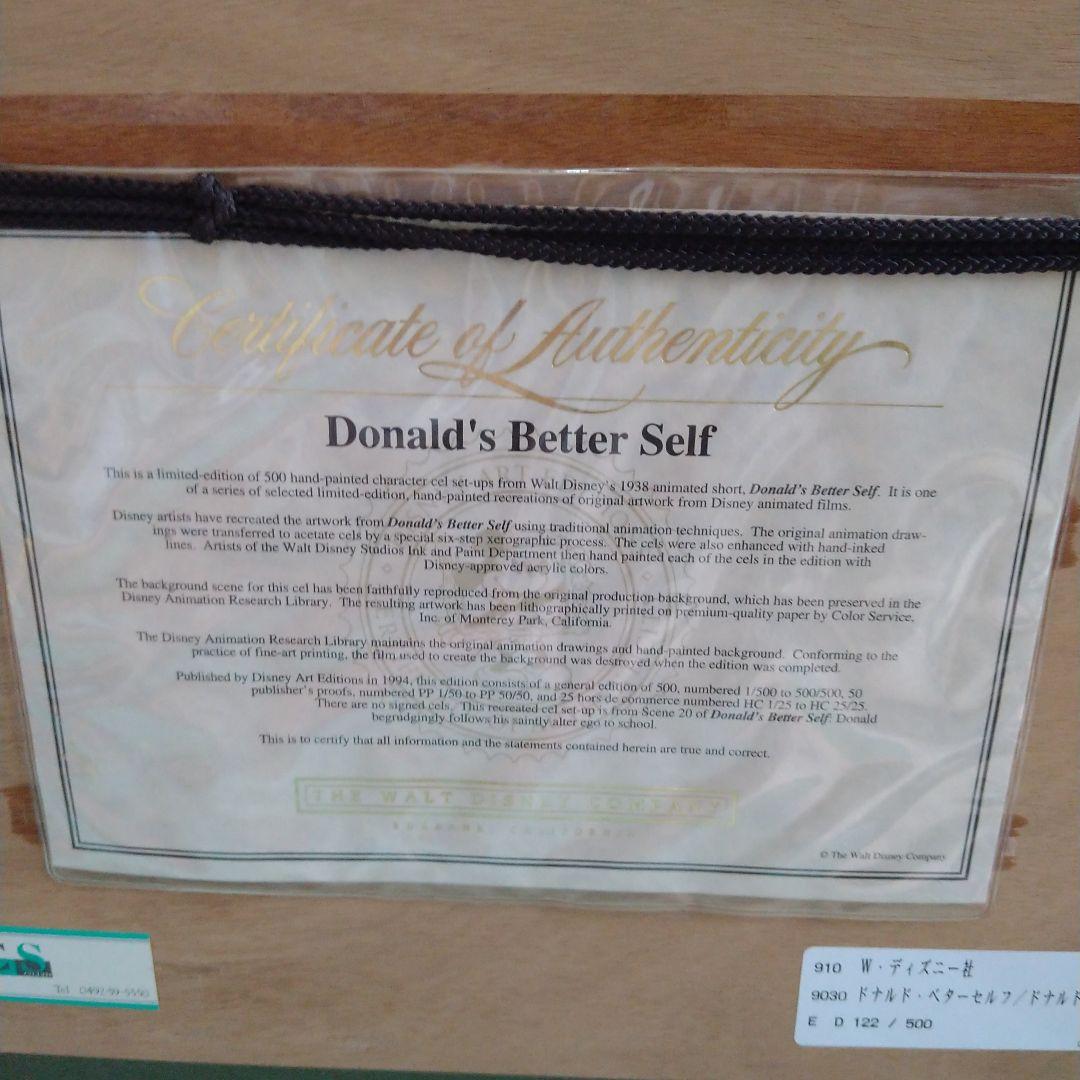 Certificate of Authenticity
Donald's Better Self
This is a limited-edition of 500 hand-painted character cel set-ups from Walt Disney's 1938 animated short, Donald's Better Self. It is one
of a series of selected limited-edition, hand-painted recreations of original artwork from Disney animated films.
Disney artists have recreated the artwork from Donald's Better Self using traditional animation techniques. The original animation draw-
ings were transferred to acetate cels by a special six-step xerographic process. The cels were also enhanced with hand-inked
lines. Artists of the Walt Disney Studios Ink and Paint Department then hand painted each of the cels in the edition with
Disney-approved acrylic colors.
The background scene for this cel has been faithfully reproduced from the original production background, which has been preserved in the
Disney Animation Research Library. The resulting artwork has been lithographically printed on premium-quality paper by Color Service,
Inc. of Monterey Park, California.
The Disney Animation Research Library maintains the original animation drawings and hand-painted background. Conforming to the
practice of fine-art printing, the film used to create the background was destroyed when the edition was completed.
Published by Disney Art Editions in 1994, this edition consists of a general edition of 500, numbered 1/500 to 500/500, 50
publisher's proofs, numbered PP 1/50 to PP 50/50, and 25 hors de commerce numbered HC 1/25 to HC 25/25.
There are no signed cels. This recreated cel set-up is from Scene 20 of Donald's Better Self. Donald
begrudgingly follows his saintly alter ego to school.
This is to certify that all information and the statements contained herein are true and correct.
THE WALT DISNEY COMPANY
BURBANK, CALIFORNIA
© The Walt Disney Company
S
Tel
910 W・ディズニー社
9030 ドナルド・ベターセルフ/ドナルド
E D 122 / 500